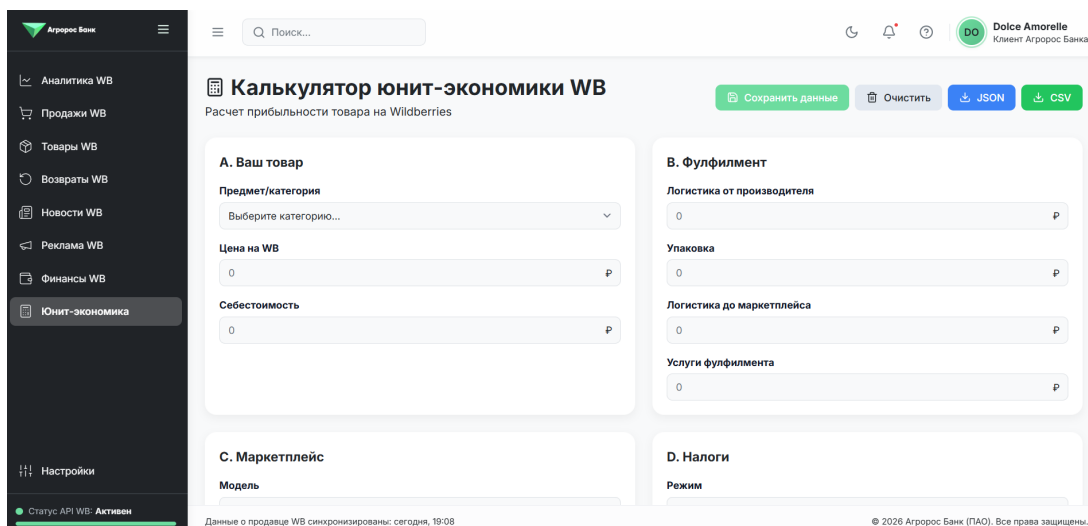 Агророс Банк
Аналитика WB
Продажи WB
Товары WB
Возвраты WB
Новости WB
Реклама WB
Финансы WB
Юнит-экономика
Настройки
Статус API WB: Активен
Поиск...
DO
Dolce Amorelle
Клиент Агророс Банка
Калькулятор юнит-экономики WB
Расчет прибыльности товара на Wildberries
Сохранить данные
Очистить
JSON
CSV
A. Ваш товар
Предмет/категория
Выберите категорию...
Цена на WB
0 ₽
Себестоимость
0 ₽
B. Фулфилмент
Логистика от производителя
0 ₽
Упаковка
0 ₽
Логистика до маркетплейса
0 ₽
Услуги фулфилмента
0 ₽
C. Маркетплейс
Модель
D. Налоги
Режим
Данные о продавце WB синхронизированы: сегодня, 19:08
© 2026 Агророс Банк (ПАО). Все права защищены.